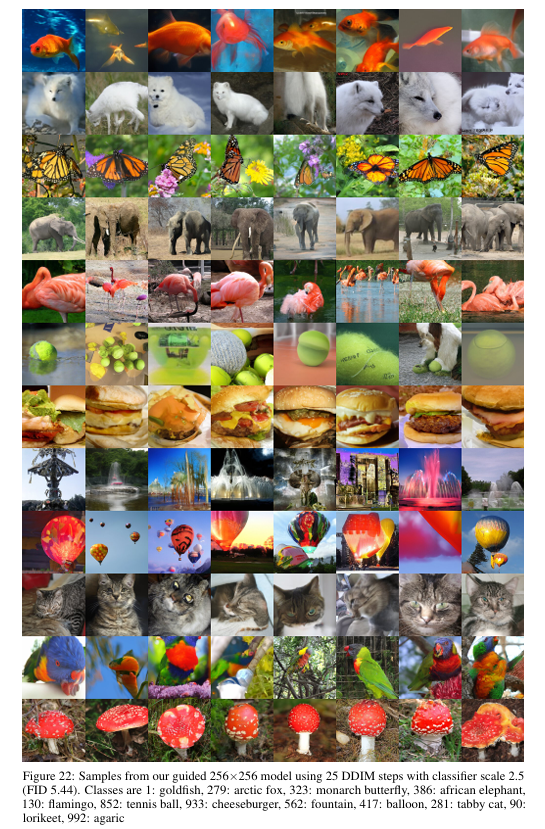 Figure 22: Samples from our guided 256×256 model using 25 DDIM steps with classifier scale 2.5
(FID 5.44). Classes are 1: goldfish, 279: arctic fox, 323: monarch butterfly, 386: african elephant,
130: flamingo, 852: tennis ball, 933: cheeseburger, 562: fountain, 417: balloon, 281: tabby cat, 90:
lorikeet, 992: agaric